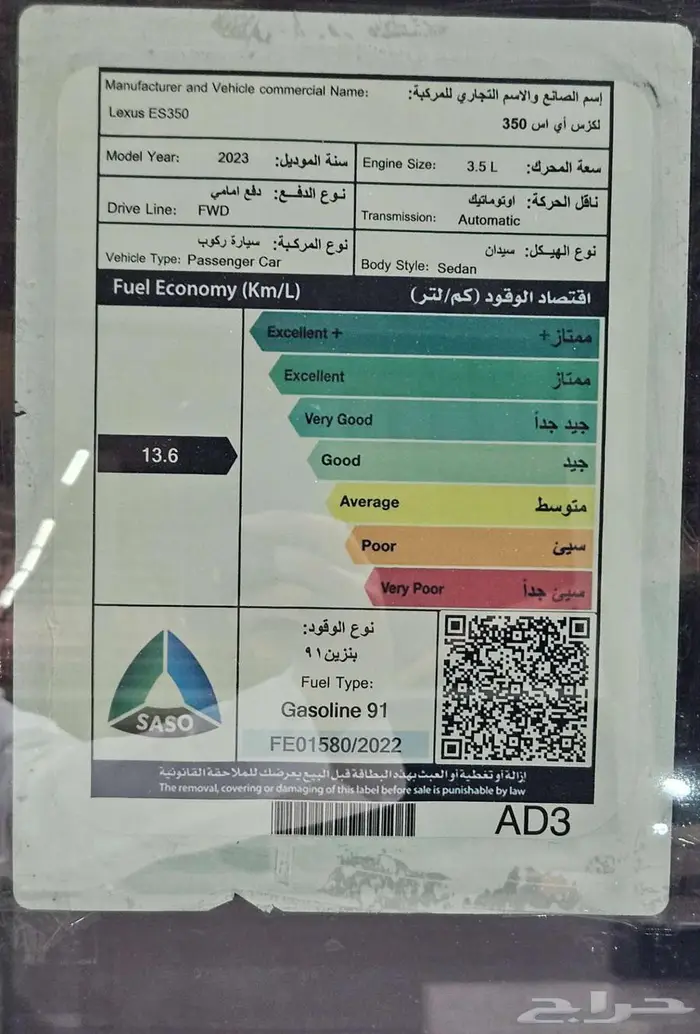 Manufacturer and Vehicle commercial Name: إسم الصانع والاسم التجاري للمركبة:
Lexus ES350
لكزس أي اس 350
Model Year: 2023 سنة الموديل:
Engine Size: 3.5 L سعة المحرك:
نوع الدفع: دفع امامي
Drive Line: FWD
ناقل الحركة: اوتوماتيك
Transmission: Automatic
نوع المركبة: سيارة ركوب
Vehicle Type: Passenger Car
نوع الهيكل: سيدان
Body Style: Sedan
Fuel Economy (Km/L) اقتصاد الوقود (كم/لتر)
Excellent + ممتاز+
Excellent ممتاز
Very Good جيد جداً
13.6
Good جيد
Average متوسط
Poor سيئ
Very Poor سيئ جداً
SASO
نوع الوقود:
بنزين ٩١
Fuel Type:
Gasoline 91
FE01580/2022
إزالة أو تغطية أو العبث بهذه البطاقة قبل البيع يعرضك للملاحقة القانونية
The removal, covering or damaging of this label before sale is punishable by law
AD3
حراج